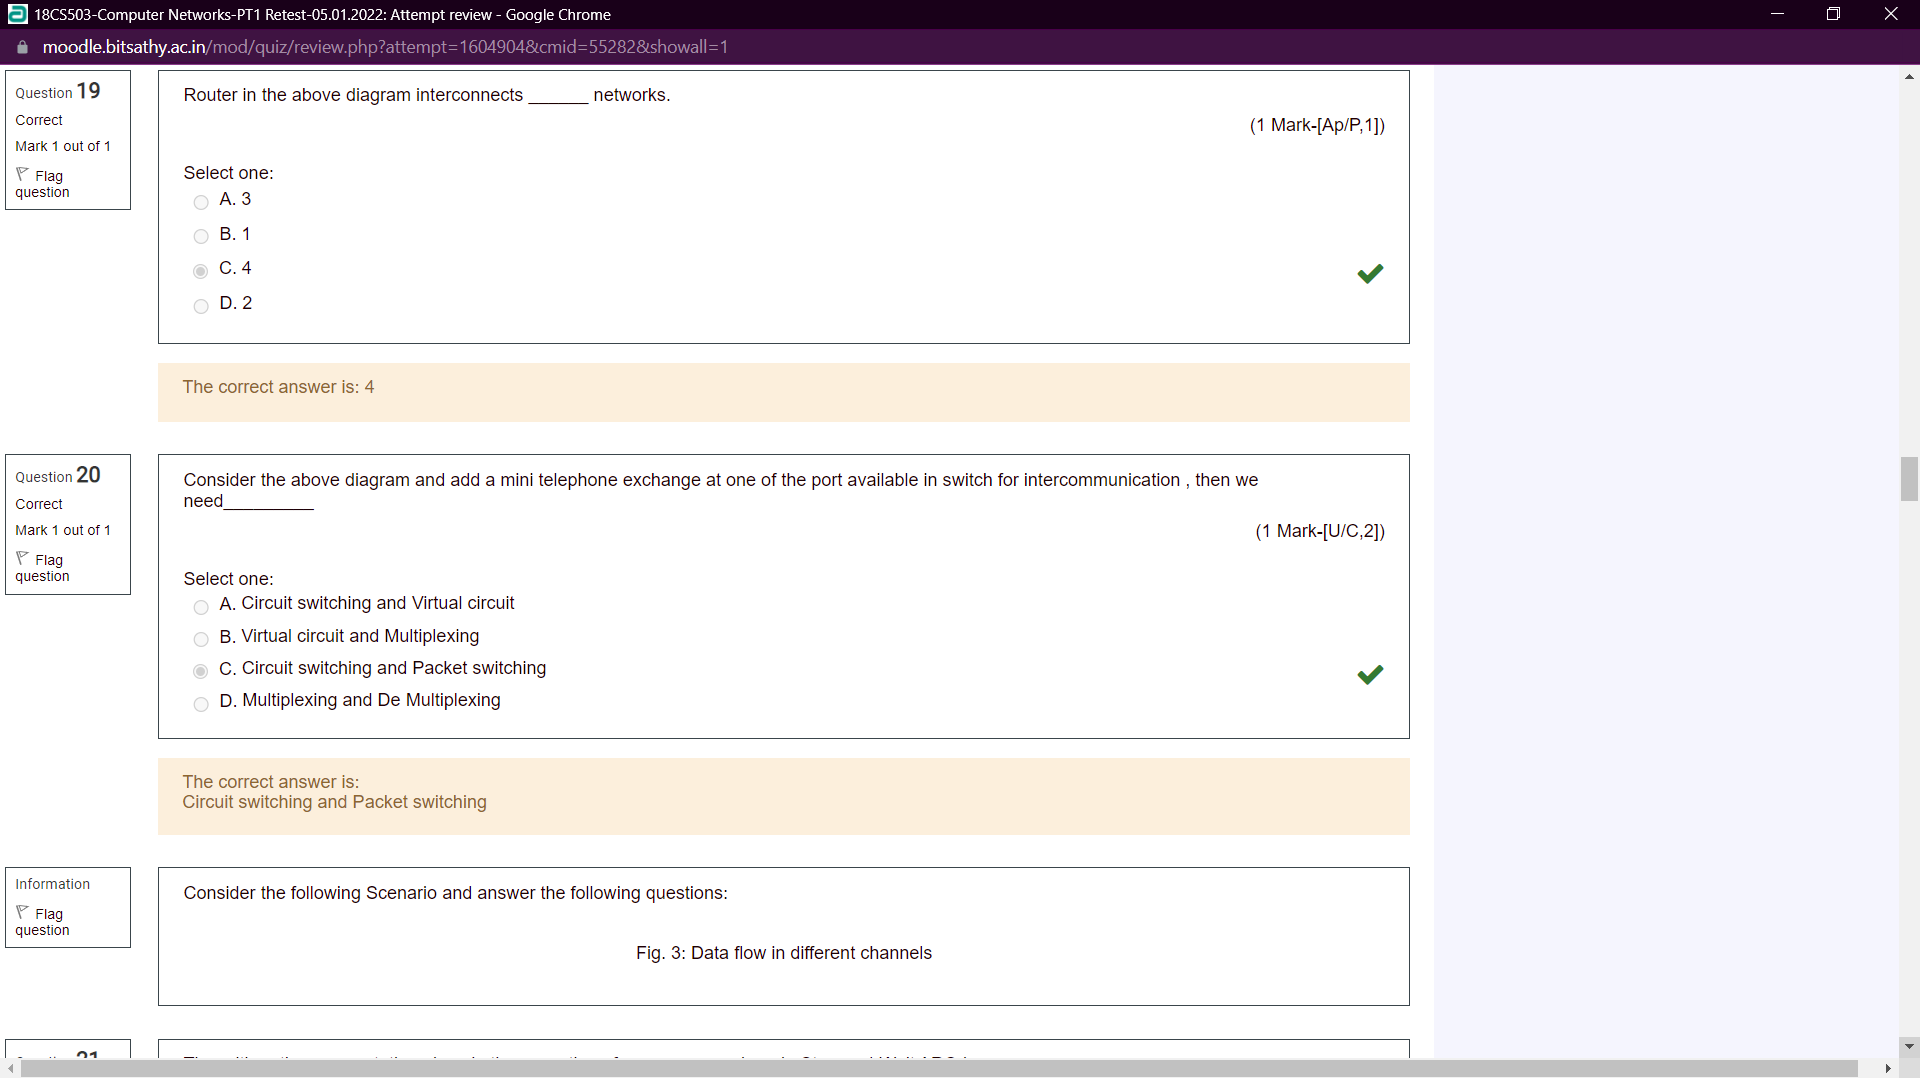 18CS503-Computer Networks-PT1 Retest-05.01.2022: Attempt review - Google Chrome
moodle.bitsathy.ac.in/mod/quiz/review.php?attempt=1604904&cmid=55282&showall=1
Question 19
Correct
Mark 1 out of 1
Flag
question
Router in the above diagram interconnects ______ networks.
(1 Mark-[Ap/P,1])
Select one:
A. 3
B. 1
C. 4
D. 2
The correct answer is: 4
Question 20
Correct
Mark 1 out of 1
Flag
question
Consider the above diagram and add a mini telephone exchange at one of the port available in switch for intercommunication , then we
need_________
(1 Mark-[U/C,2])
Select one:
A. Circuit switching and Virtual circuit
B. Virtual circuit and Multiplexing
C. Circuit switching and Packet switching
D. Multiplexing and De Multiplexing
The correct answer is:
Circuit switching and Packet switching
Information
Flag
question
Consider the following Scenario and answer the following questions:
Fig. 3: Data flow in different channels
21